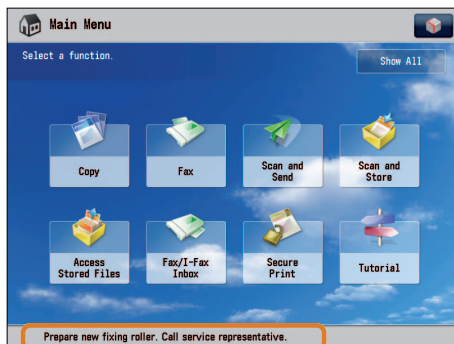 Main Menu
Select a function.
Show All
Copy
Fax
Scan and
Send
Scan and
Store
Access
Stored Files
Fax/I-Fax
Inbox
Secure
Print
Tutorial
Prepare new fixing roller. Call service representative.